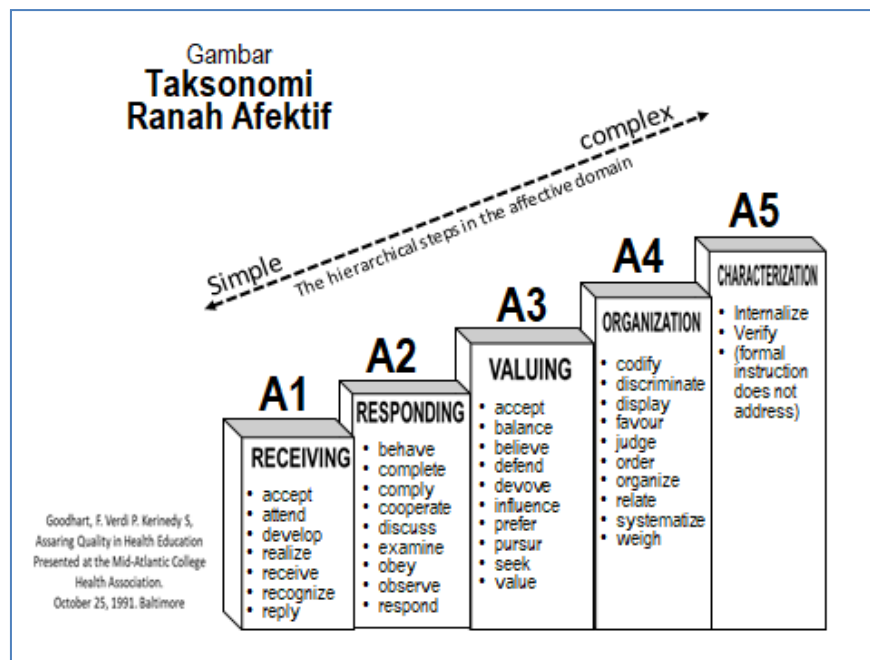 Gambar
Taksonomi
Ranah Afektif
Simple
complex
The hierarchical steps in the affective domain
A1
RECEIVING
• accept
• attend
• develop
• realize
• receive
• recognize
• reply
A2
RESPONDING
• behave
• complete
• comply
• cooperate
• discuss
• examine
• obey
• observe
• respond
A3
VALUING
• accept
• balance
• believe
• defend
• devove
• influence
• prefer
• pursur
• seek
• value
A4
ORGANIZATION
• codify
• discriminate
• display
• favour
• judge
• order
• organize
• relate
• systematize
• weigh
A5
CHARACTERIZATION
• Internalize
• Verify
• (formal
instruction
does not
address)
Goodhart, F. Verdi P. Kerinedy S,
Assaring Quality in Health Education
Presented at the Mid-Atlantic College
Health Association.
October 25, 1991. Baltimore